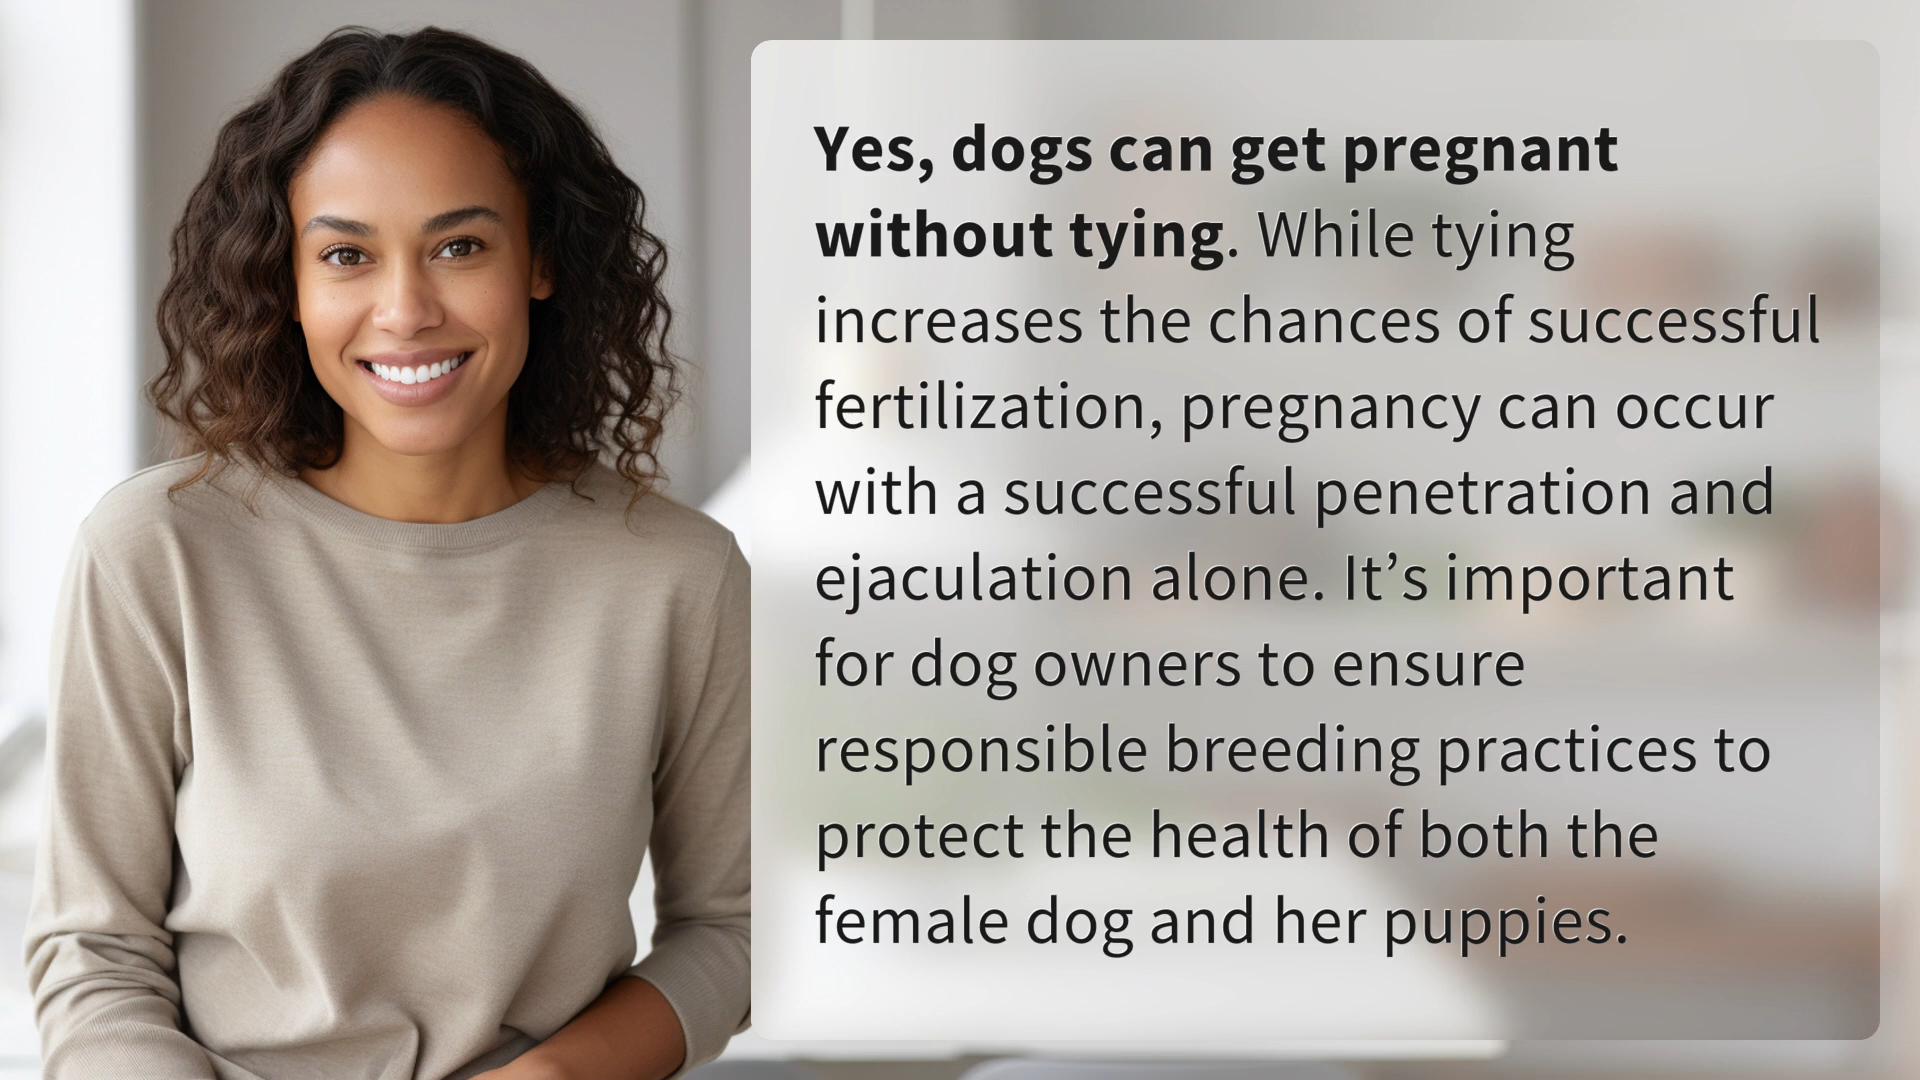 Yes, dogs can get pregnant
without tying. While tying
increases the chances of successful
fertilization, pregnancy can occur
with a successful penetration and
ejaculation alone. It’s important
for dog owners to ensure
responsible breeding practices to
protect the health of both the
female dog and her puppies.